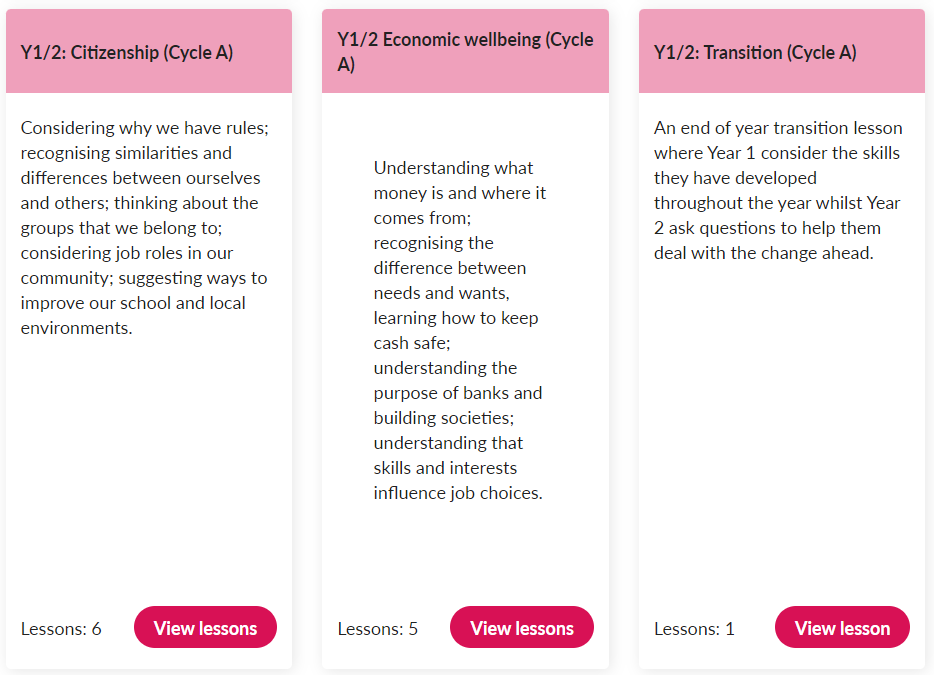 Y1/2: Citizenship (Cycle A)
Considering why we have rules;
recognising similarities and
differences between ourselves
and others; thinking about the
groups that we belong to;
considering job roles in our
community; suggesting ways to
improve our school and local
environments.
Lessons: 6
View lessons
Y1/2 Economic wellbeing (Cycle
A)
Understanding what
money is and where it
comes from;
recognising the
difference between
needs and wants,
learning how to keep
cash safe;
understanding the
purpose of banks and
building societies;
understanding that
skills and interests
influence job choices.
Lessons: 5
View lessons
Y1/2: Transition (Cycle A)
An end of year transition lesson
where Year 1 consider the skills
they have developed
throughout the year whilst Year
2 ask questions to help them
deal with the change ahead.
Lessons: 1
View lesson